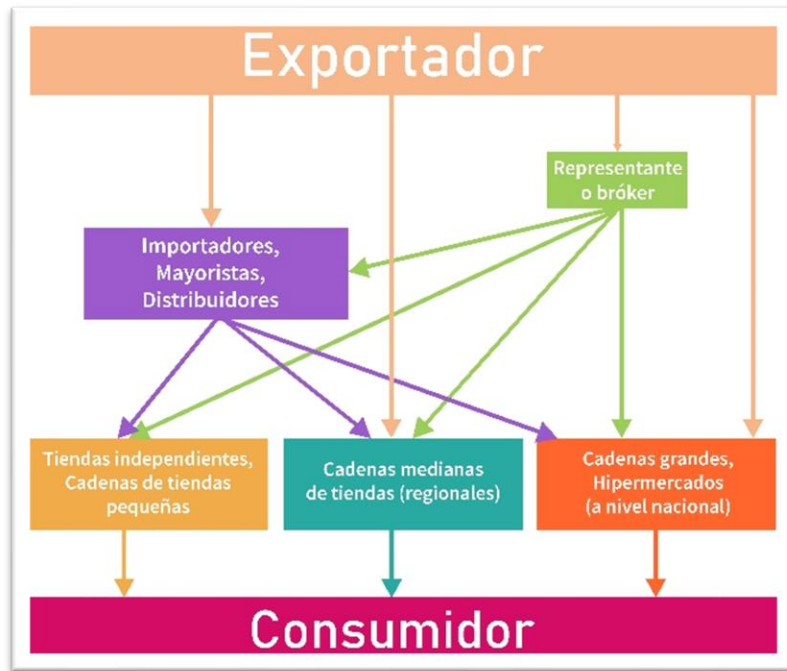 Exportador
Representante
o bróker
Importadores,
Mayoristas,
Distribuidores
Tiendas independientes,
Cadenas de tiendas
pequeñas
Cadenas medianas
de tiendas (regionales)
Cadenas grandes,
Hipermercados
(a nivel nacional)
Consumidor